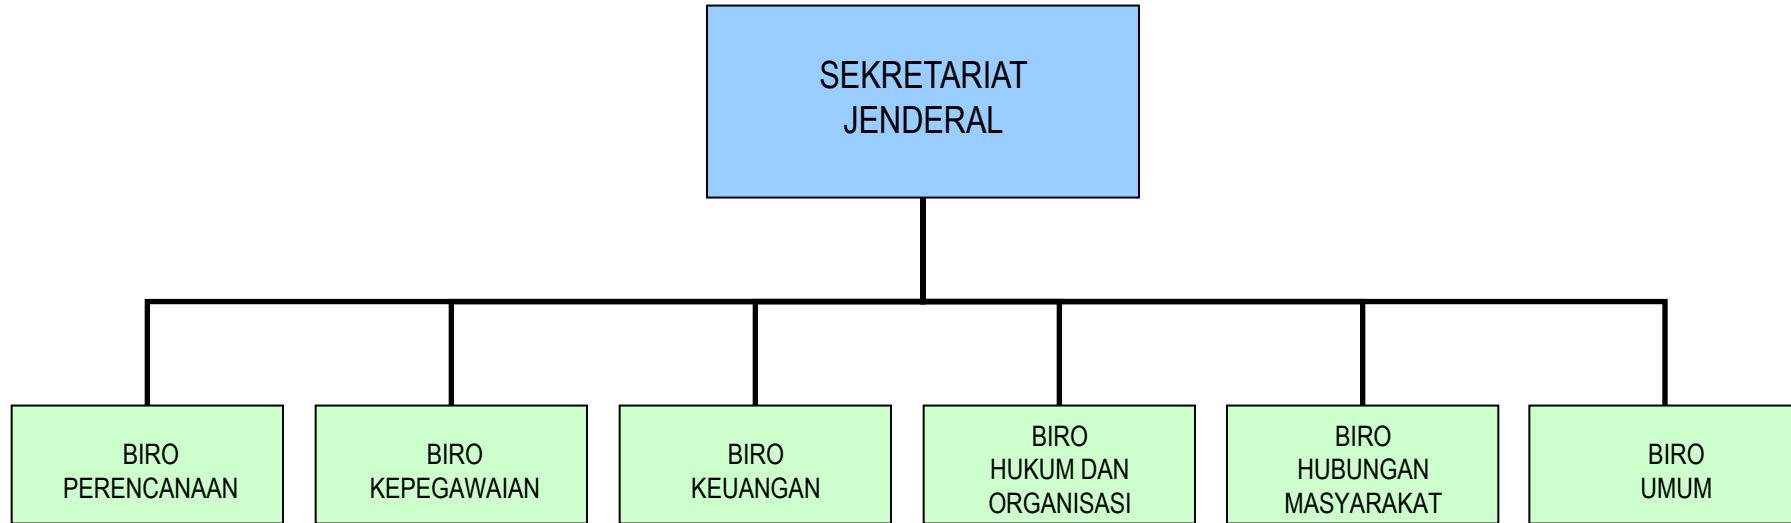 SEKRETARIAT
JENDERAL
BIRO
PERENCANAAN
BIRO
KEPEGAWAIAN
BIRO
KEUANGAN
BIRO
HUKUM DAN
ORGANISASI
BIRO
HUBUNGAN
MASYARAKAT
BIRO
UMUM